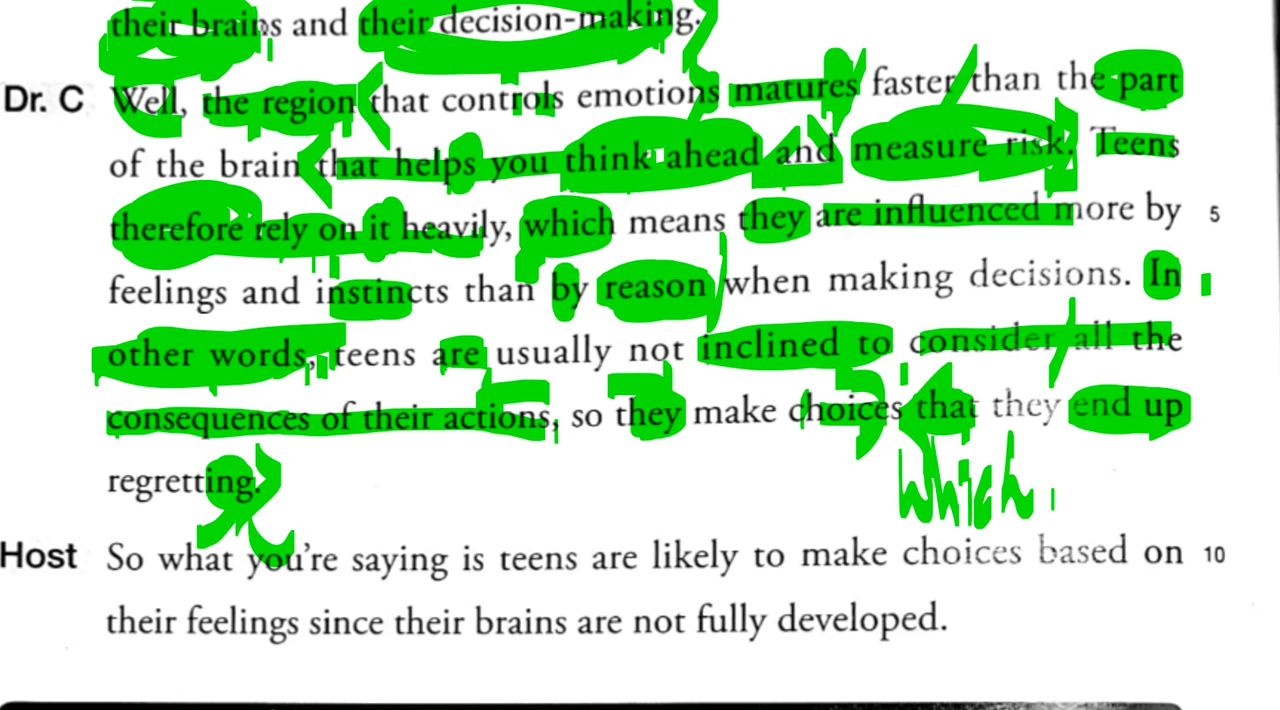 their brains and their decision-making.
Dr. C Well, the region that controls emotions matures faster than the part
of the brain that helps you think ahead and measure risk. Teens
therefore rely on it heavily, which means they are influenced more by 5
feelings and instincts than by reason when making decisions. In
other words, teens are usually not inclined to consider all the
consequences of their actions, so they make choices that they end up
regretting.
which
Host So what you're saying is teens are likely to make choices based on 10
their feelings since their brains are not fully developed.